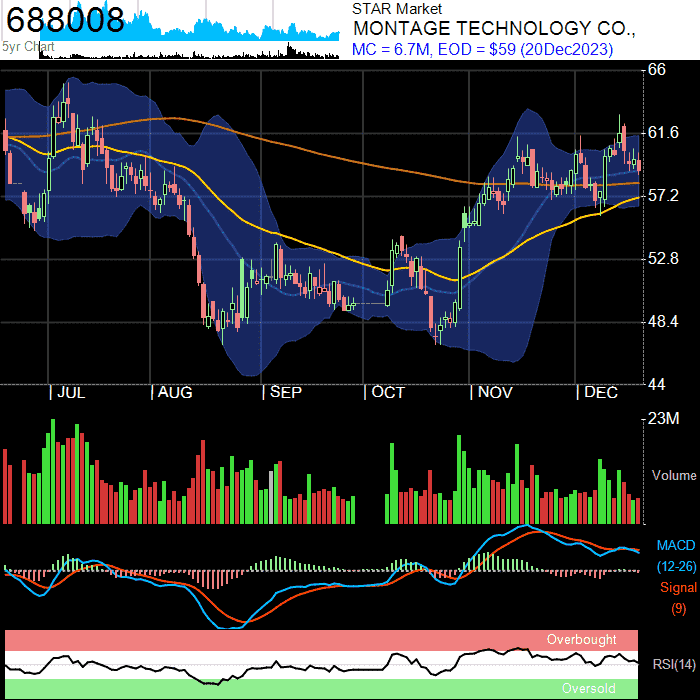 688008
5yr Chart
STAR Market
MONTAGE TECHNOLOGY CO.,
MC = 6.7M, EOD = $59 (20Dec2023)
66
61.6
57.2
52.8
48.4
44
| JUL
| AUG
| SEP
| OCT
| NOV
| DEC
23M
Volume
MACD
(12-26)
Signal
(9)
Overbought
RSI(14)
Oversold